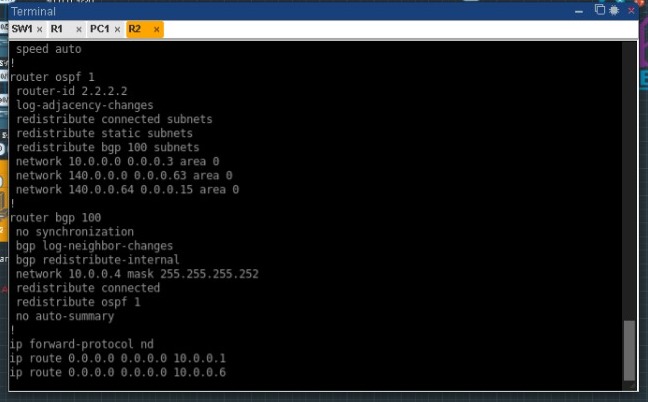 Terminal
SW1 × R1 × PC1 × R2 ×
speed auto
!
router ospf 1
router-id 2.2.2.2
log-adjacency-changes
redistribute connected subnets
redistribute static subnets
redistribute bgp 100 subnets
network 10.0.0.0 0.0.0.3 area 0
network 140.0.0.0 0.0.0.63 area 0
network 140.0.0.64 0.0.0.15 area 0
!
router bgp 100
no synchronization
bgp log-neighbor-changes
bgp redistribute-internal
network 10.0.0.4 mask 255.255.255.252
redistribute connected
redistribute ospf 1
no auto-summary
!
ip forward-protocol nd
ip route 0.0.0.0 0.0.0.0 10.0.0.1
ip route 0.0.0.0 0.0.0.0 10.0.0.6